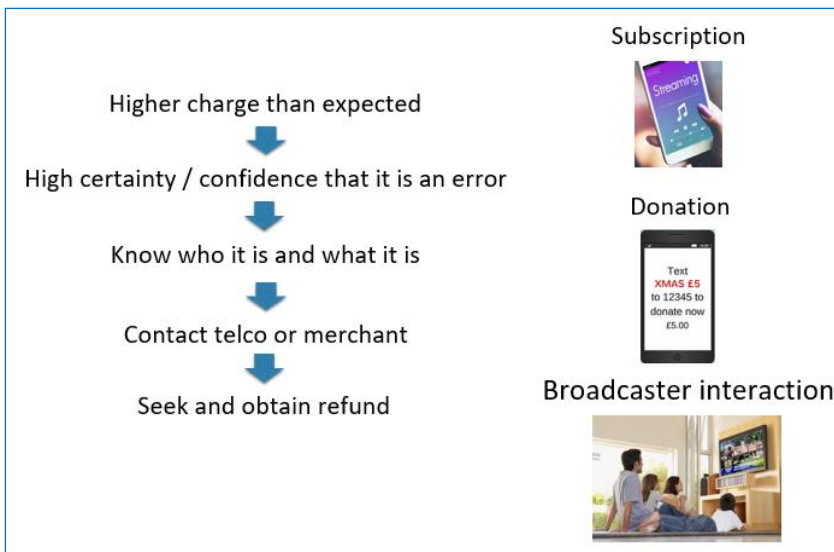 Higher charge than expected
High certainty / confidence that it is an error
Know who it is and what it is
Contact telco or merchant
Seek and obtain refund
Subscription
Streaming
Donation
Text
XMAS £5
to 12345 to
donate now
£5.00
Broadcaster interaction